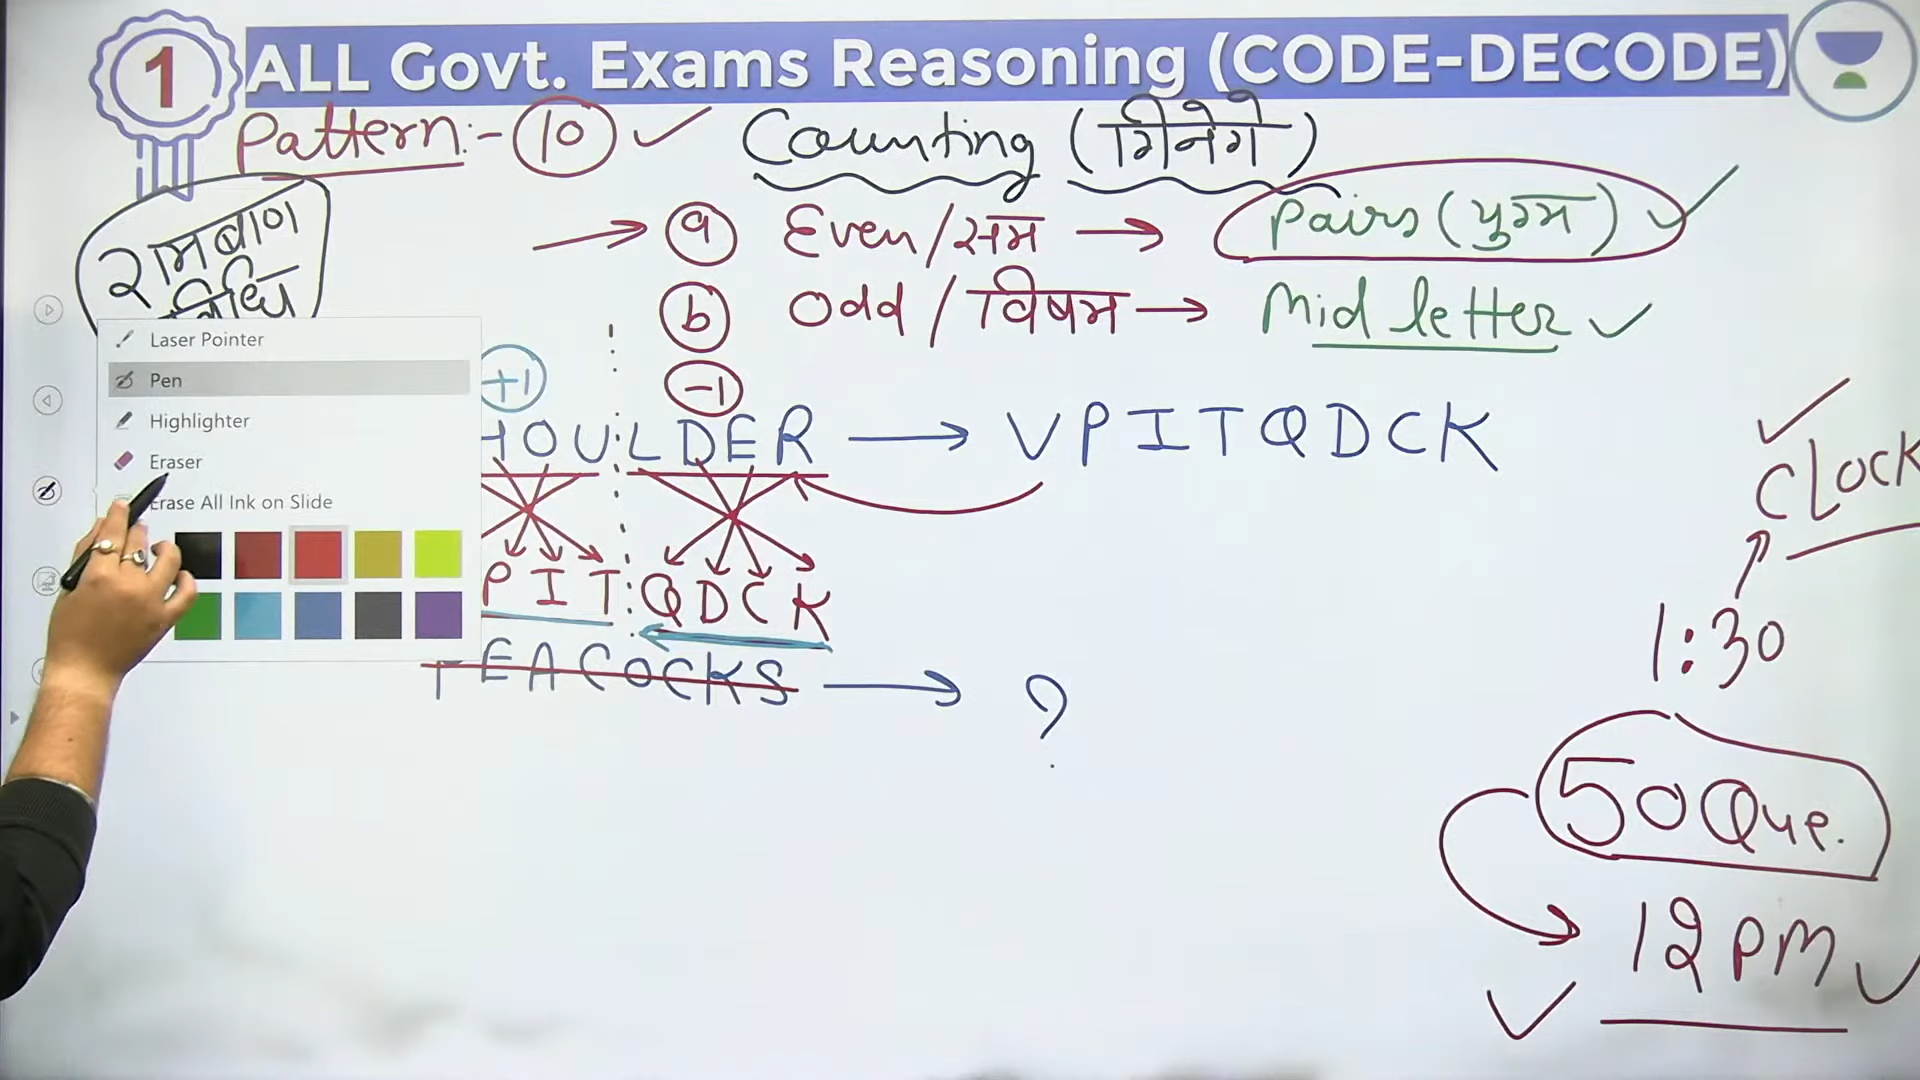 1
ALL Govt. Exams Reasoning (CODE-DECODE)
Pattern:- 10 Counting (गिनेगे)
रामबाण
विधि
a Even/सम → Pairs (युग्म)
b Odd / विषम → Mid letter
Laser Pointer
Pen
Highlighter
Eraser
Erase All Ink on Slide
+1 -1
HOULDER → VPITQDCK
PIT QDCK
PEACOCKS → ?
CLOCK
1:30
50 Que.
12 PM